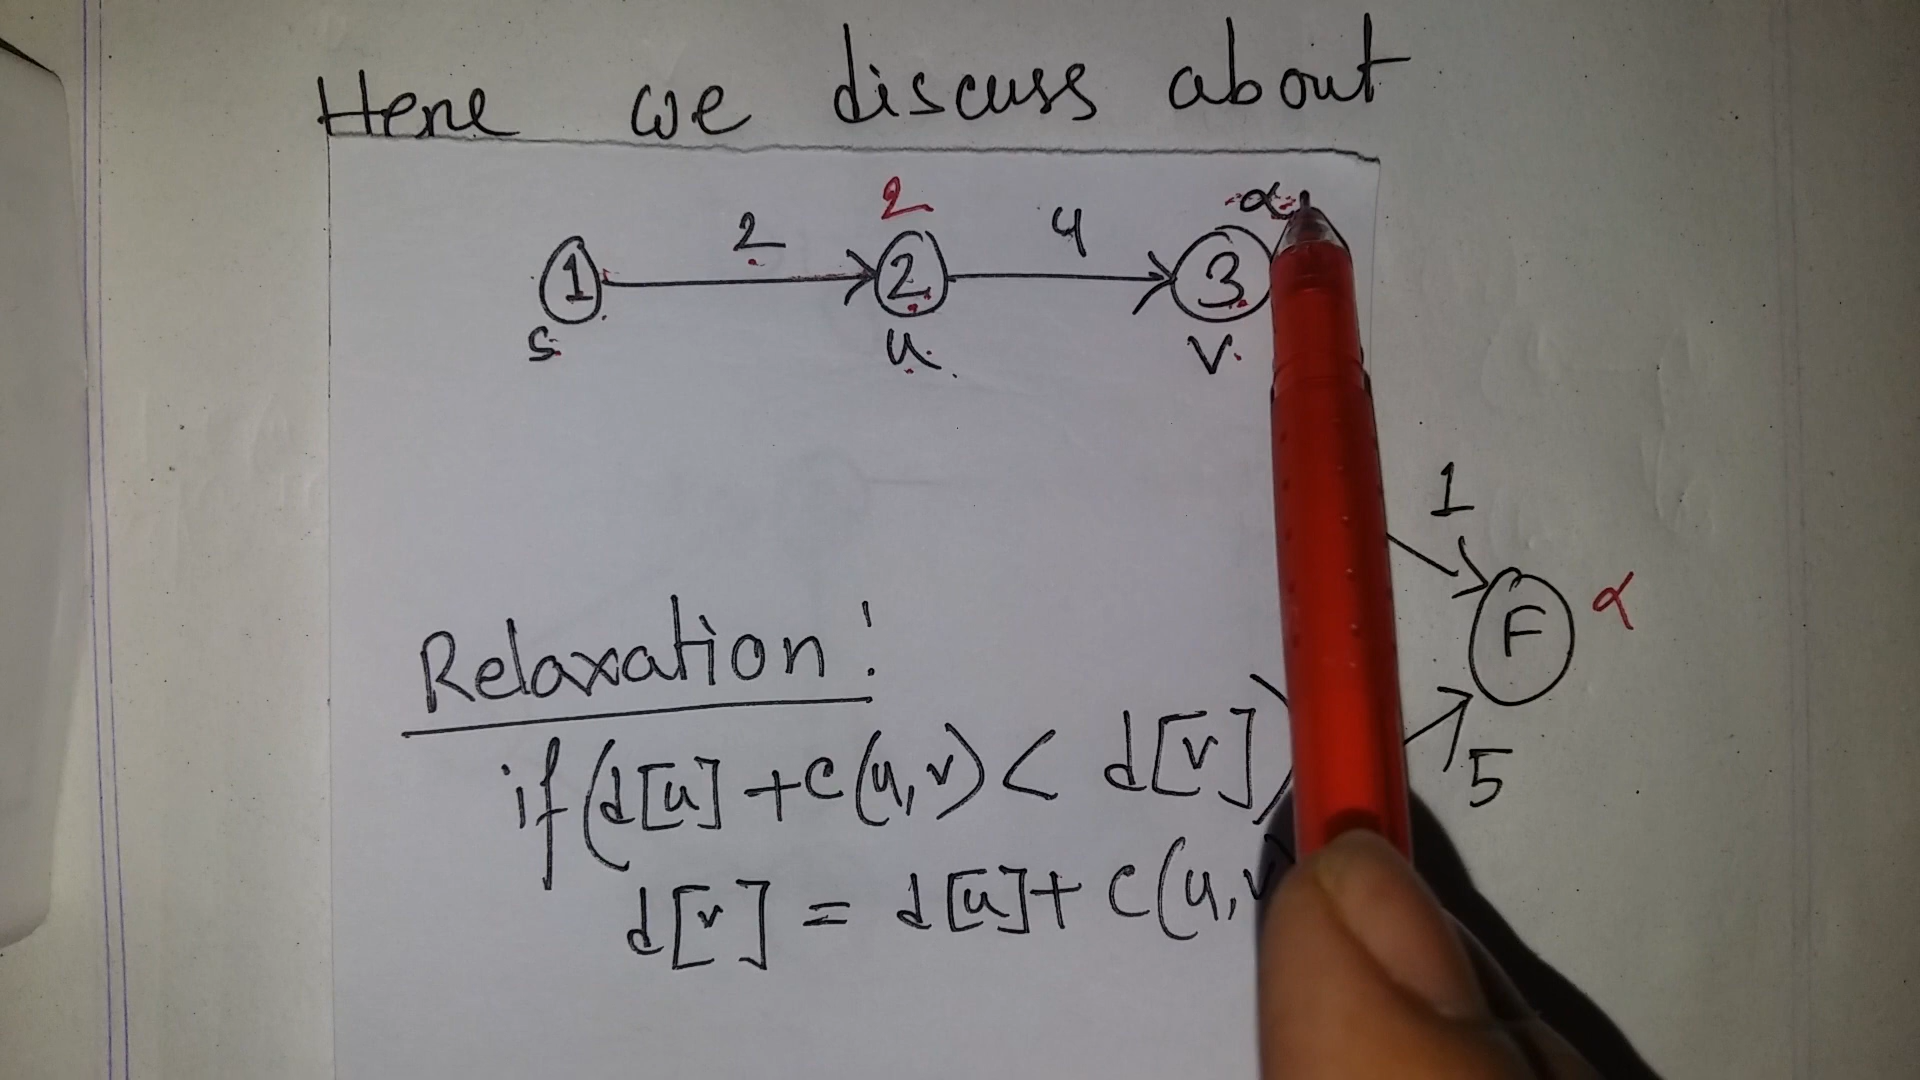 Here we discuss about
2 2 4 α
1 2 3
s u v
1
F α
Relaxation:
5
if (d[u] + c(u,v) < d[v])
d[v] = d[u] + c(u,v